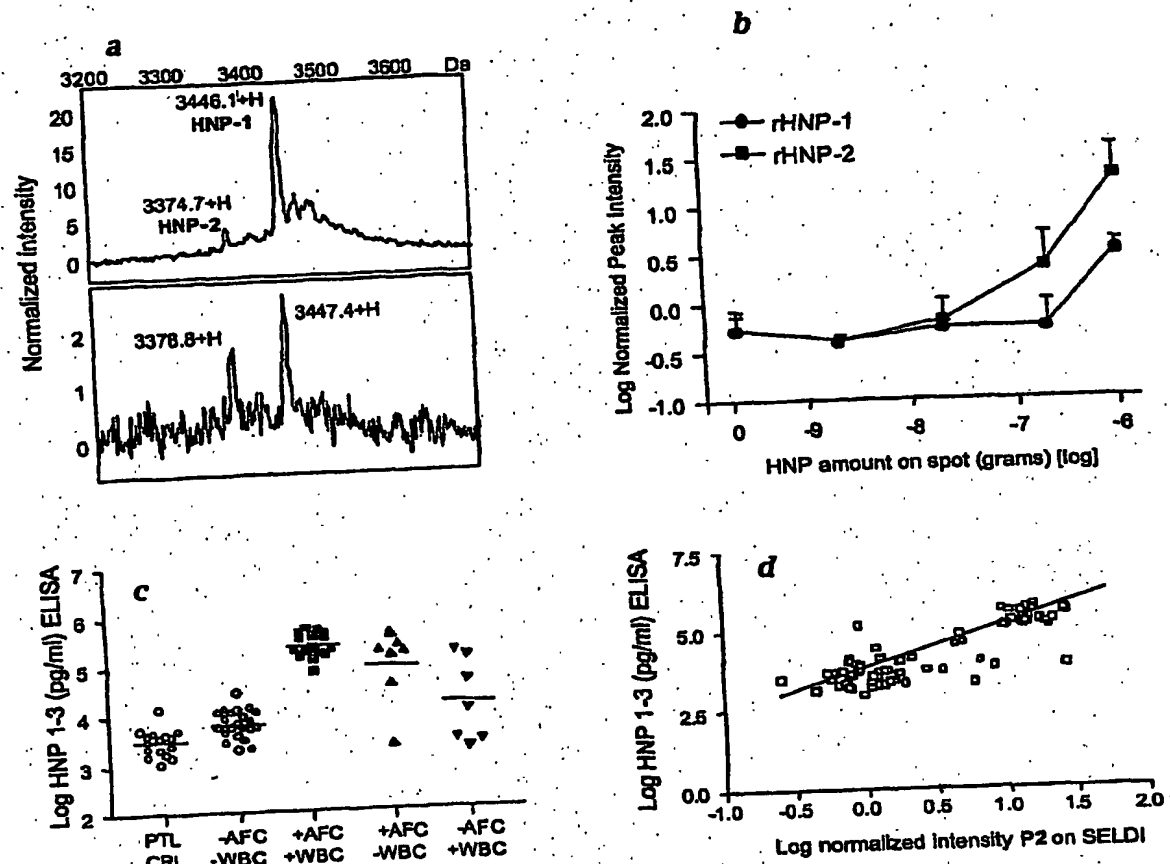 a
3200 3300 3400 3500 3600 Da
3446.1+H
HNP-1
3374.7+H
HNP-2
20
15
10
5
0
Normalized intensity
3447.4+H
3378.8+H
2
1
0
b
rHNP-1
rHNP-2
2.0
1.5
1.0
0.5
0.0
-0.5
-1.0
Log Normalized Peak Intensity
0 -9 -8 -7 -6
HNP amount on spot (grams) [log]
c
7
6
5
4
3
2
Log HNP 1-3 (pg/ml) ELISA
PTL -AFC +AFC +AFC -AFC
CRL -WBC +WBC -WBC +WBC
d
7.5
5.0
2.5
0.0
Log HNP 1-3 (pg/ml) ELISA
-1.0 -0.5 0.0 0.5 1.0 1.5 2.0
Log normalized intensity P2 on SELDI